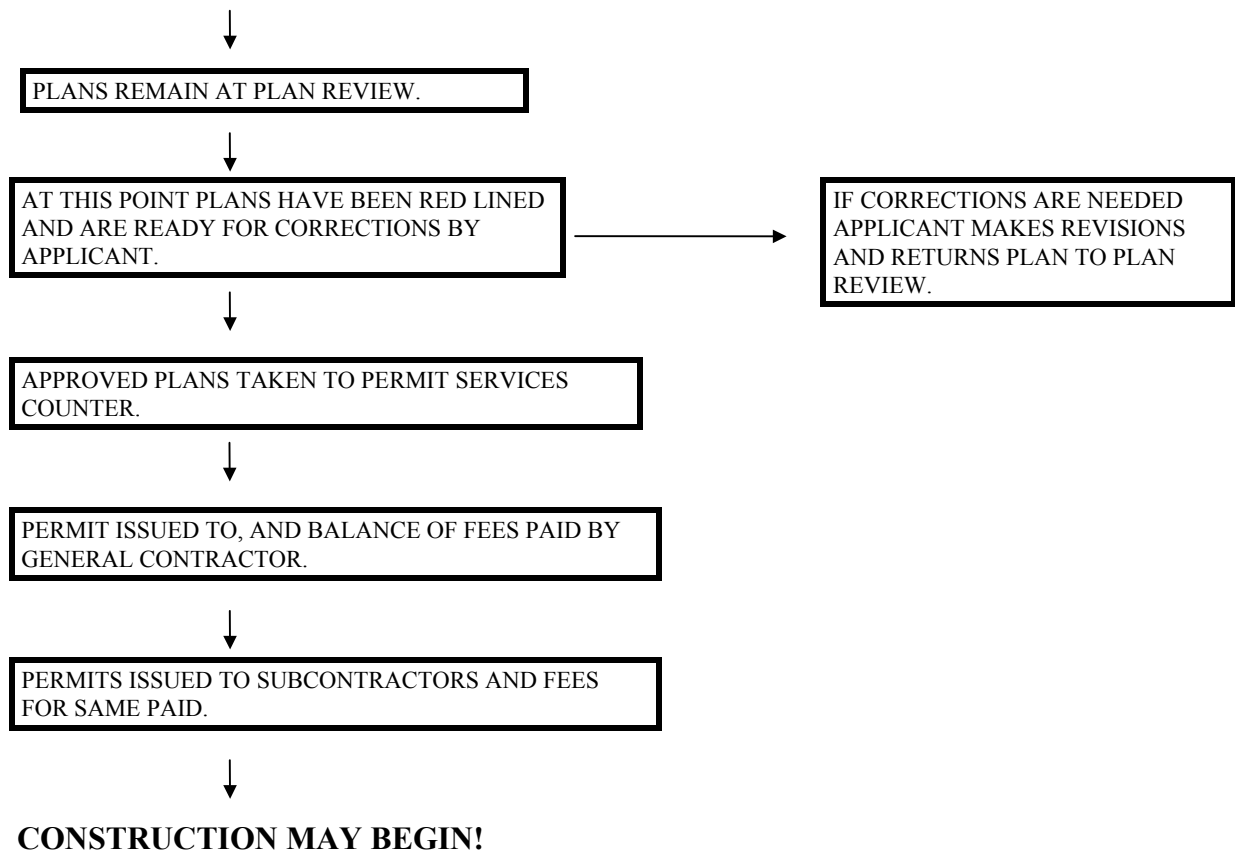 PLANS REMAIN AT PLAN REVIEW.
AT THIS POINT PLANS HAVE BEEN RED LINED
AND ARE READY FOR CORRECTIONS BY
APPLICANT.
IF CORRECTIONS ARE NEEDED
APPLICANT MAKES REVISIONS
AND RETURNS PLAN TO PLAN
REVIEW.
APPROVED PLANS TAKEN TO PERMIT SERVICES
COUNTER.
PERMIT ISSUED TO, AND BALANCE OF FEES PAID BY
GENERAL CONTRACTOR.
PERMITS ISSUED TO SUBCONTRACTORS AND FEES
FOR SAME PAID.
CONSTRUCTION MAY BEGIN!